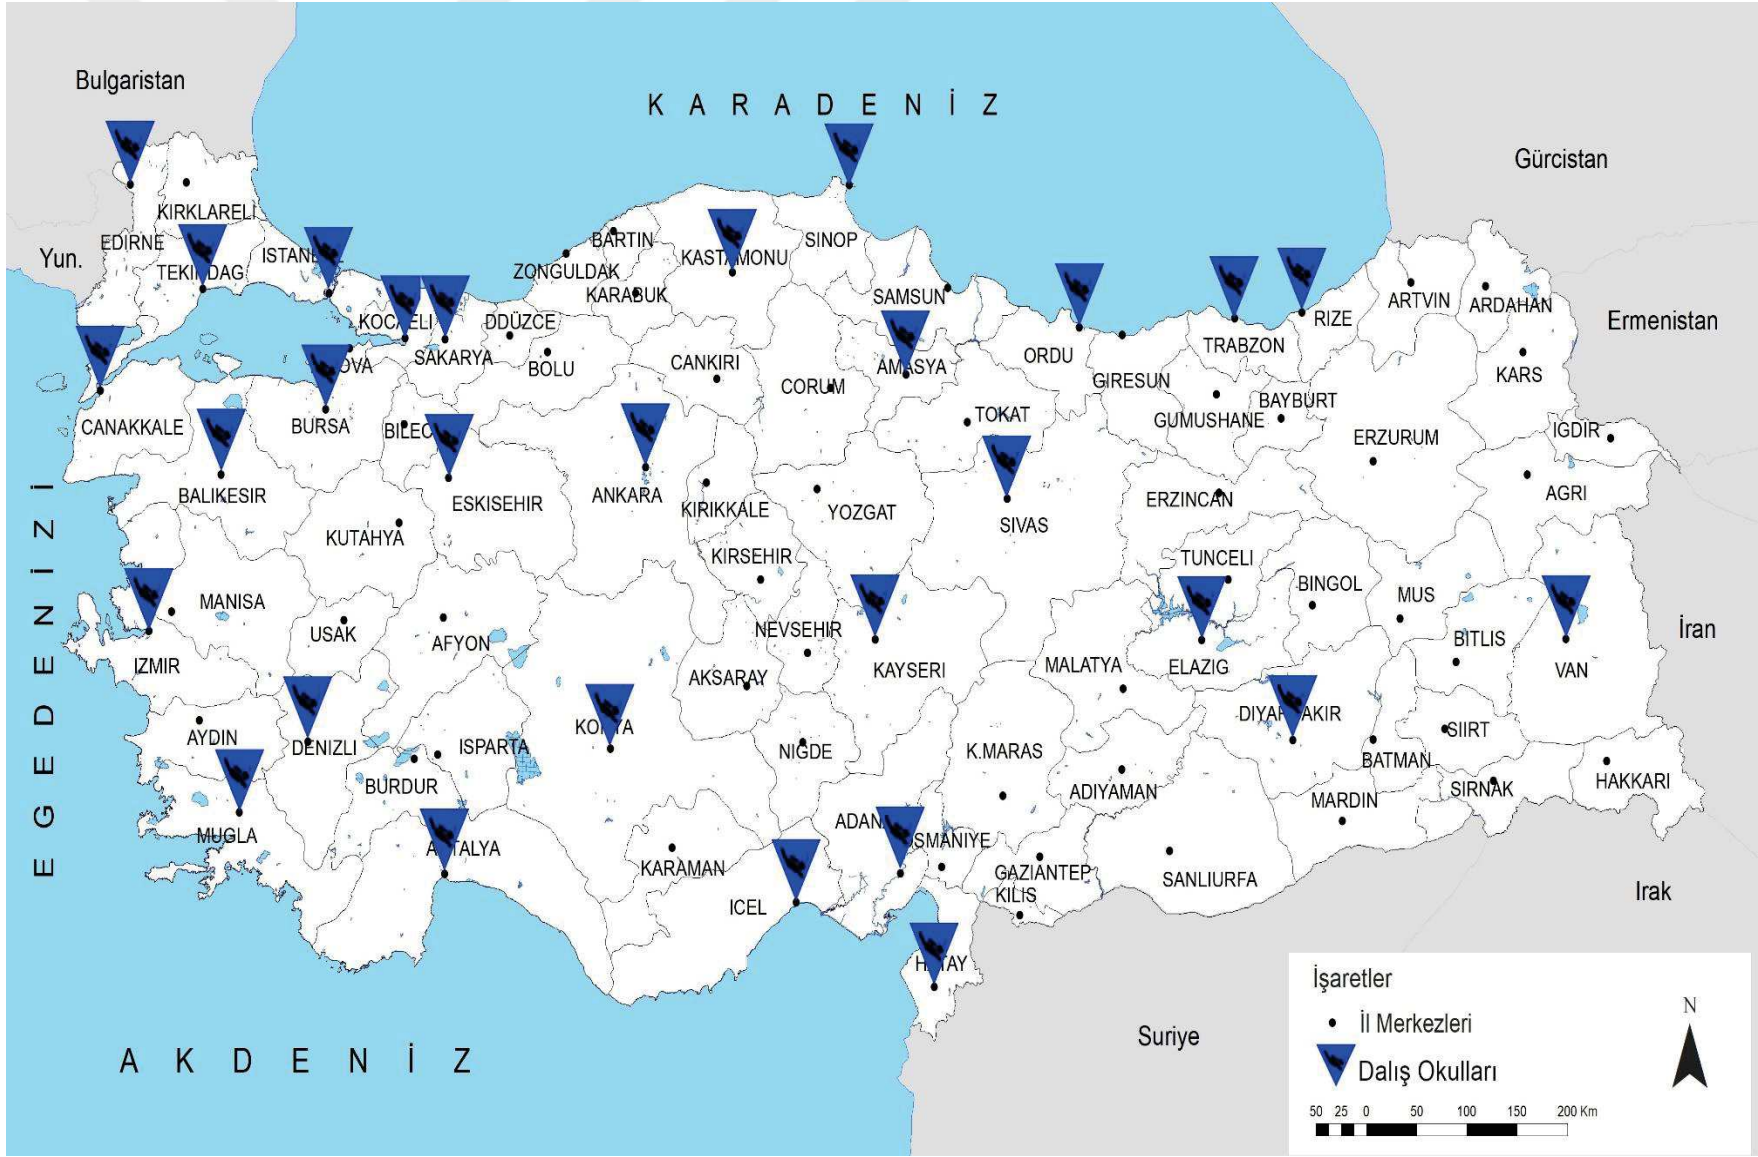 Bulgaristan
K A R A D E N İ Z
Gürcistan
Yun.
Ermenistan
İran
Irak
Suriye
E G E D E N İ Z İ
A K D E N İ Z
KIRKLARELİ
EDIRNE
TEKIRDAG
KOCAELI
SAKARYA
DDÜZCE
BOLU
ZONGULDAK
BARTIN
KARABUK
KASTAMONU
SINOP
SAMSUN
CANKIRI
CORUM
AMASYA
ORDU
GIRESUN
TRABZON
RIZE
ARTVIN
ARDAHAN
KARS
GUMUSHANE
BAYBURT
TOKAT
ERZURUM
IGDIR
AGRI
CANAKKALE
BALIKESIR
BURSA
ESKISEHIR
ANKARA
KIRIKKALE
YOZGAT
SIVAS
ERZINCAN
KUTAHYA
KIRSEHIR
TUNCELI
BINGOL
MUS
BITLIS
VAN
MANISA
USAK
AFYON
NEVSEHIR
KAYSERI
MALATYA
ELAZIG
IZMIR
AKSARAY
AYDIN
DENIZLI
ISPARTA
BURDUR
NIGDE
K.MARAS
ADIYAMAN
BATMAN
SIIRT
SIRNAK
HAKKARI
MARDIN
MUGLA
KARAMAN
ICEL
GAZIANTEP
KILIS
SANLIURFA
İşaretler
İl Merkezleri
Dalış Okulları
50 25 0 50 100 150 200 Km
N